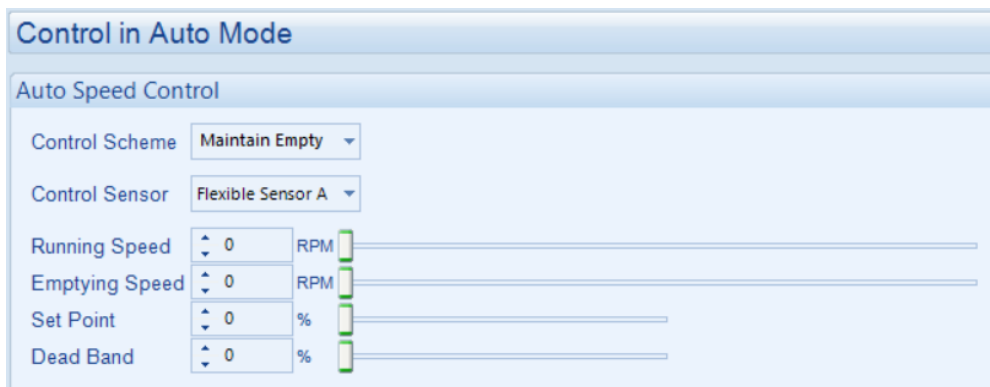 Control in Auto Mode
Auto Speed Control
Control Scheme Maintain Empty
Control Sensor Flexible Sensor A
Running Speed 0 RPM
Emptying Speed 0 RPM
Set Point 0 %
Dead Band 0 %